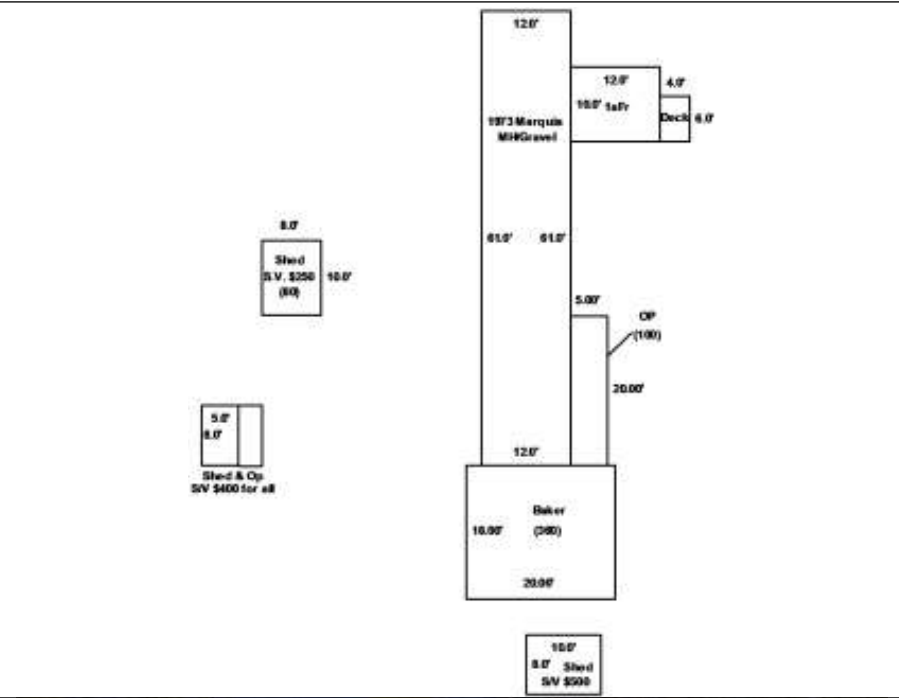 12.0'
12.0'
4.0'
10.0' 1sFr
Deck
6.0'
1973 Marquis
MH/Gravel
8.0'
61.0'
61.0'
Shed
S.V. $250
10.0'
(80)
5.00'
OP
(100)
20.00'
5.0'
8.0'
12.0'
Shed & Op
S/V $400 for all
Baker
18.00'
(360)
20.00'
10.0'
8.0' Shed
S/V $500